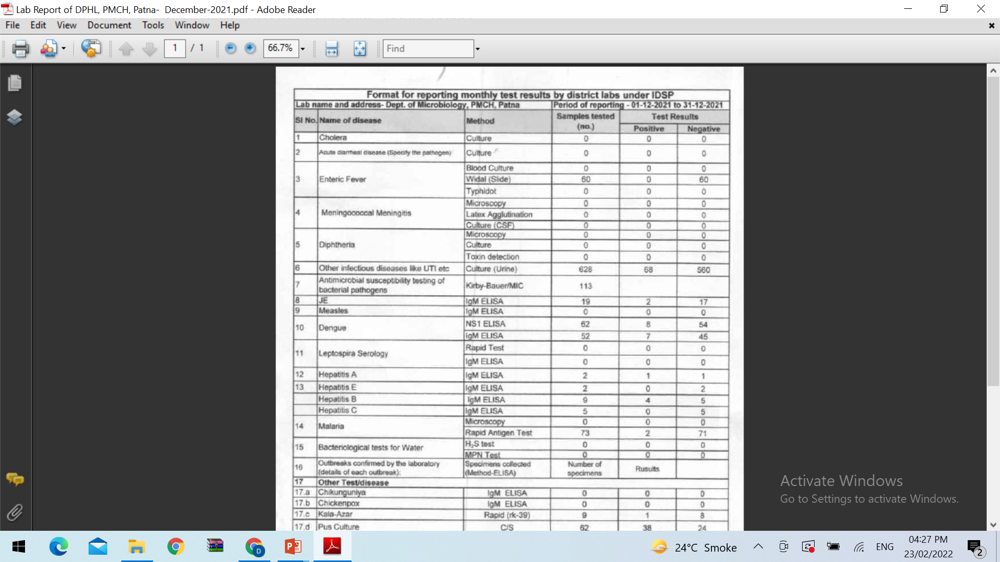 Lab Report of DPHL, PMCH, Patna- December-2021.pdf - Adobe Reader
File Edit View Document Tools Window Help
1 / 1 66.7% Find
Format for reporting monthly test results by district labs under IDSP
Lab name and address- Dept. of Microbiology, PMCH, Patna Period of reporting - 01-12-2021 to 31-12-2021
Sl No. Name of disease Method Samples tested (no.) Test Results
Positive Negative
1 Cholera Culture 0 0 0
2 Acute diarrheal disease (Specify the pathogen): Culture 0 0 0
3 Enteric Fever Blood Culture 0 0 0
Widal (Slide) 60 0 60
Typhidot 0 0 0
4 Meningococcal Meningitis Microscopy 0 0 0
Latex Agglutination 0 0 0
Culture (CSF) 0 0 0
5 Diphtheria Microscopy 0 0 0
Culture 0 0 0
Toxin detection 0 0 0
6 Other infectious diseases like UTI etc Culture (Urine) 628 68 560
7 Antimicrobial susceptibility testing of bacterial pathogens Kirby-Bauer/MIC 113
8 JE IgM ELISA 19 2 17
9 Measles IgM ELISA 0 0 0
10 Dengue NS1 ELISA 62 8 54
IgM ELISA 52 7 45
11 Leptospira Serology Rapid Test 0 0 0
IgM ELISA 0 0 0
12 Hepatitis A IgM ELISA 2 1 1
13 Hepatitis E IgM ELISA 2 0 2
Hepatitis B IgM ELISA 9 4 5
Hepatitis C IgM ELISA 5 0 5
14 Malaria Microscopy 0 0 0
Rapid Antigen Test 73 2 71
15 Bacteriological tests for Water H₂S test 0 0 0
MPN Test 0 0 0
16 Outbreaks confirmed by the laboratory (details of each outbreak): Specimens collected (Method-ELISA) Number of specimens Rusults
17 Other Test/disease
17.a Chikunguniya IgM ELISA 0 0 0
17.b Chickenpox IgM ELISA 0 0 0
17.c Kala-Azar Rapid (rk-39) 9 1 8
17.d Pus Culture C/S 62 38 24
Activate Windows
Go to Settings to activate Windows.
24°C Smoke ENG 04:27 PM
23/02/2022 2